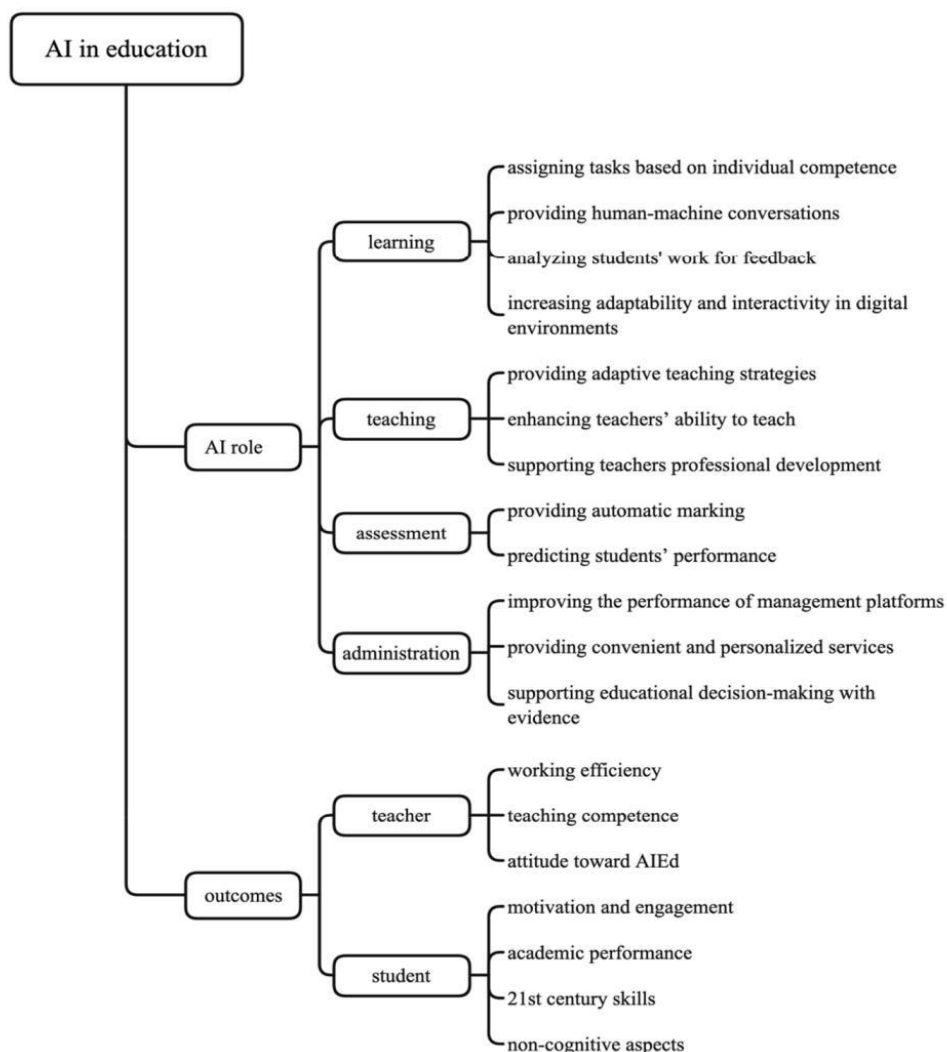 AI in education
assigning tasks based on individual competence
providing human-machine conversations
learning
analyzing students' work for feedback
increasing adaptability and interactivity in digital
environments
providing adaptive teaching strategies
teaching
enhancing teachers’ ability to teach
AI role
supporting teachers professional development
providing automatic marking
assessment
predicting students’ performance
improving the performance of management platforms
administration
providing convenient and personalized services
supporting educational decision-making with
evidence
working efficiency
teacher
teaching competence
attitude toward AIEd
outcomes
motivation and engagement
academic performance
student
21st century skills
non-cognitive aspects